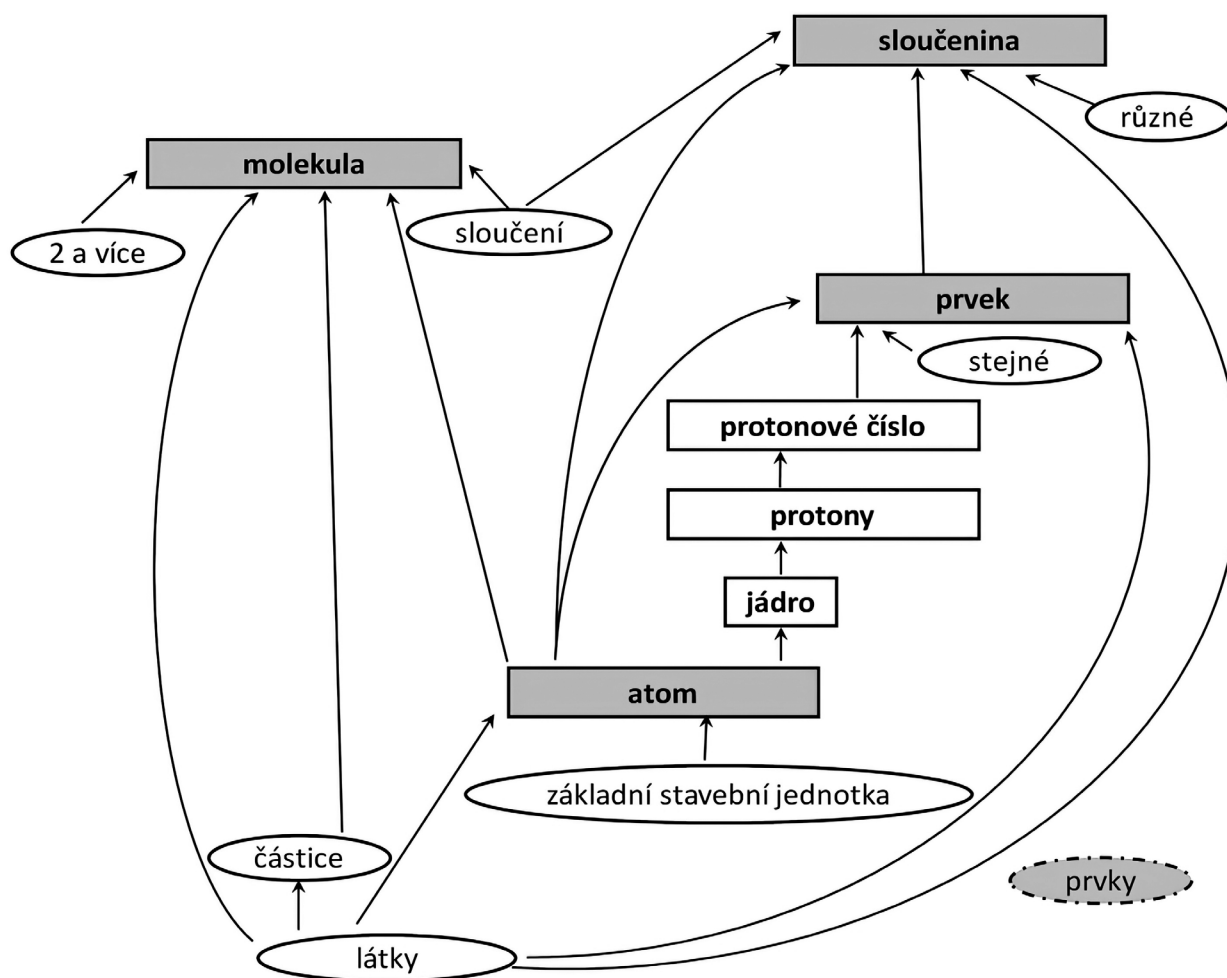 sloučenina
různé
molekula
sloučení
2 a více
prvek
stejné
protonové číslo
protony
jádro
atom
základní stavební jednotka
částice
prvky
látky